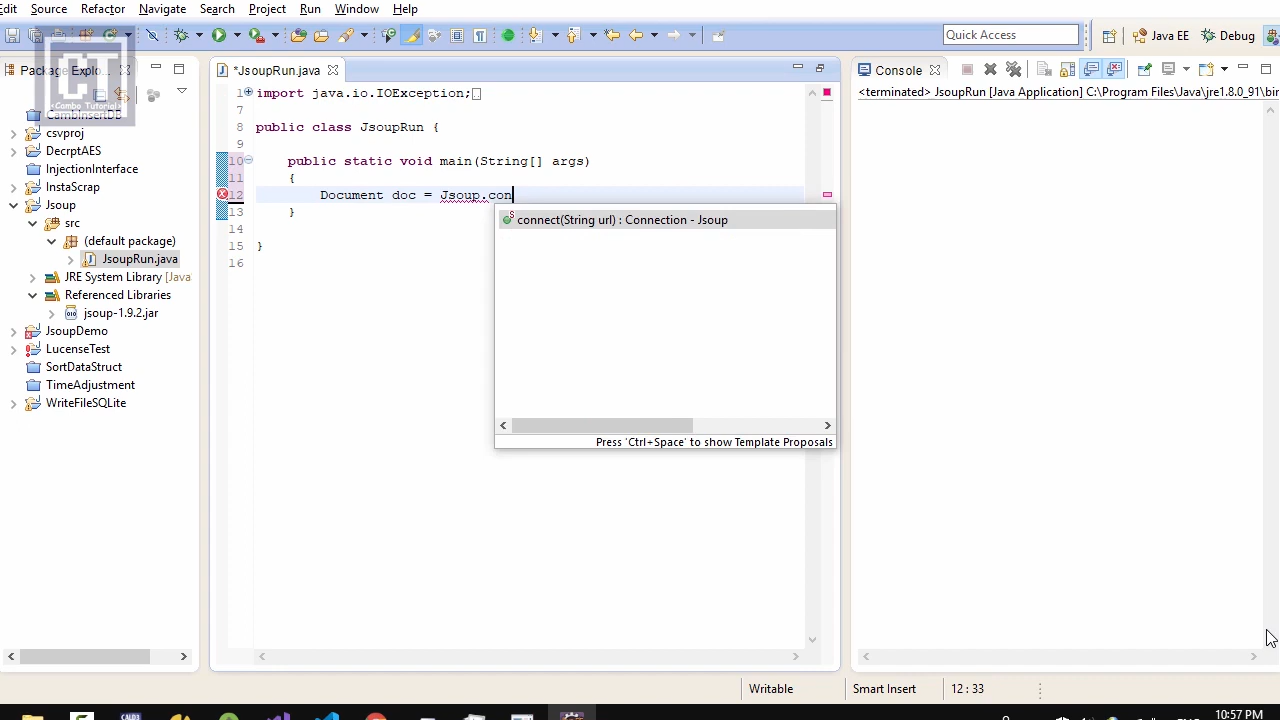 Edit Source Refactor Navigate Search Project Run Window Help
Quick Access
Java EE
Debug
Package Explo...
CT
<Cambo Tutorial>
CambInsertDB
csvproj
DecrptAES
InjectionInterface
InstaScrap
Jsoup
src
(default package)
JsoupRun.java
JRE System Library [Java
Referenced Libraries
jsoup-1.9.2.jar
JsoupDemo
LucenseTest
SortDataStruct
TimeAdjustment
WriteFileSQLite
*JsoupRun.java
1 import java.io.IOException;
7
8 public class JsoupRun {
9
10 public static void main(String[] args)
11 {
12 Document doc = Jsoup.con
13 }
14
15 }
16
connect(String url) : Connection - Jsoup
Press 'Ctrl+Space' to show Template Proposals
Console
<terminated> JsoupRun [Java Application] C:\Program Files\Java\jre1.8.0_91\bin
Writable
Smart Insert
12 : 33
10:57 PM